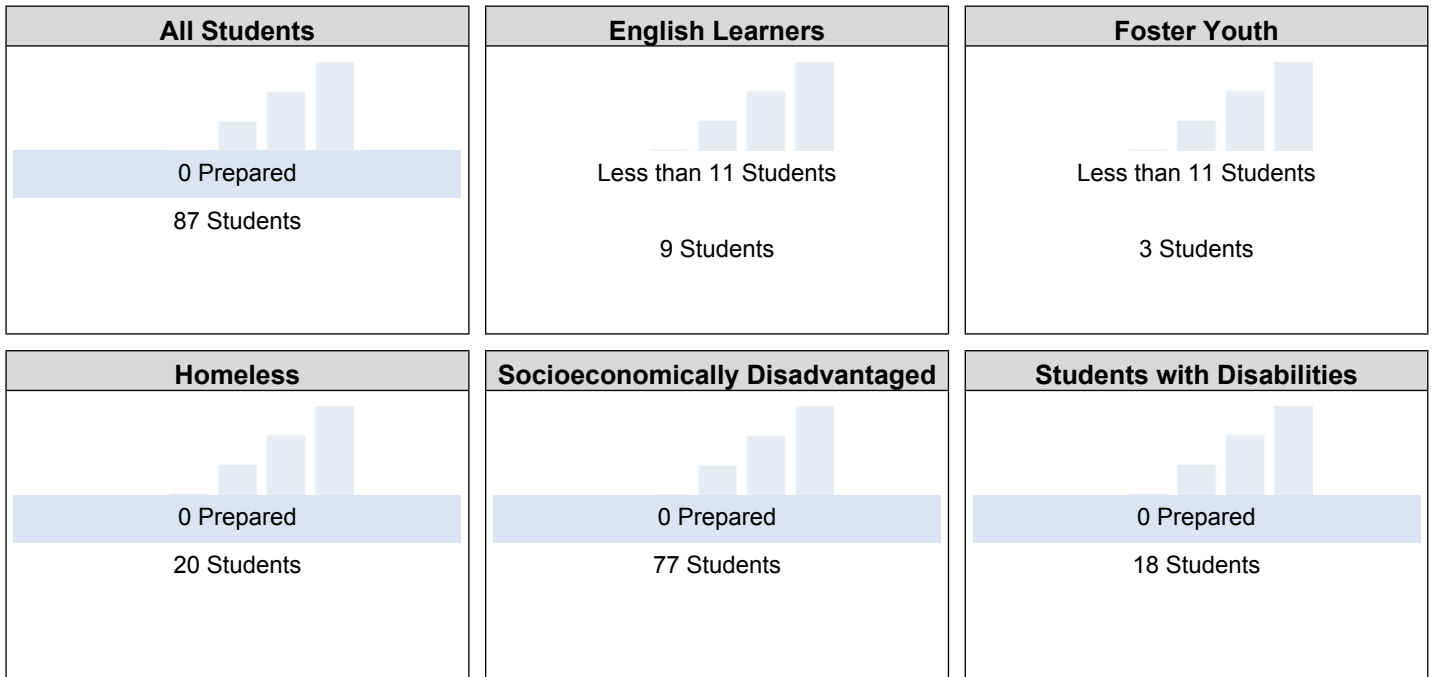 All Students
0 Prepared
87 Students
English Learners
Less than 11 Students
9 Students
Foster Youth
Less than 11 Students
3 Students
Homeless
0 Prepared
20 Students
Socioeconomically Disadvantaged
0 Prepared
77 Students
Students with Disabilities
0 Prepared
18 Students